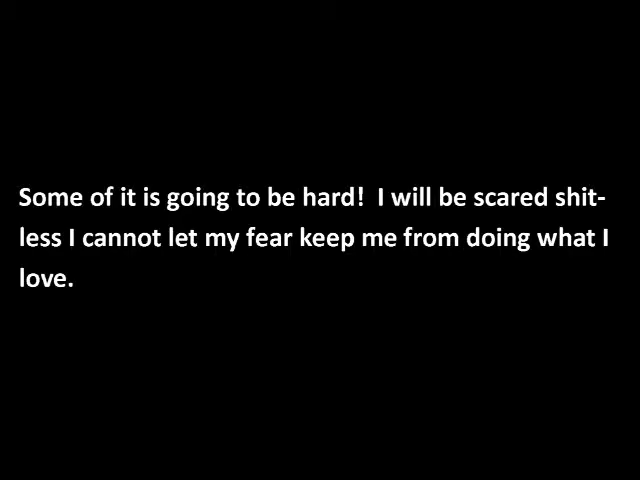 Some of it is going to be hard!  I will be scared shit-
less I cannot let my fear keep me from doing what I
love.